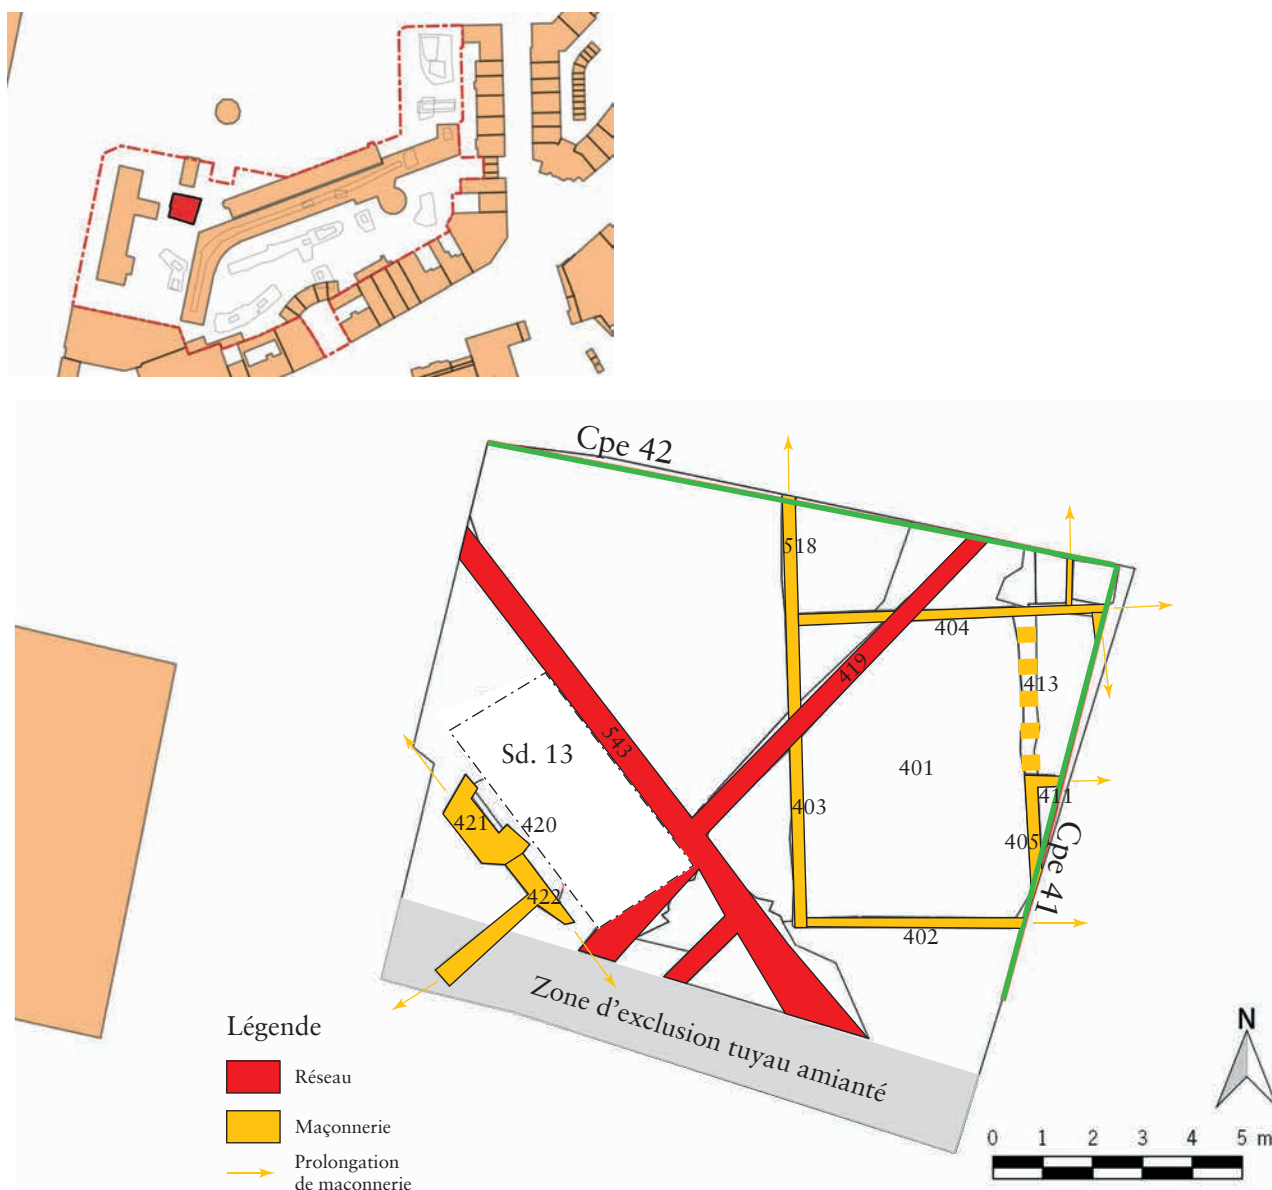 Cpe 42
518
404
419
413
543
Sd. 13
401
411
403
421
420
405
Cpe 41
422
402
Zone d'exclusion tuyau amianté
Légende
Réseau
Maçonnerie
Prolongation
de maçonnerie
N
0 1 2 3 4 5 m